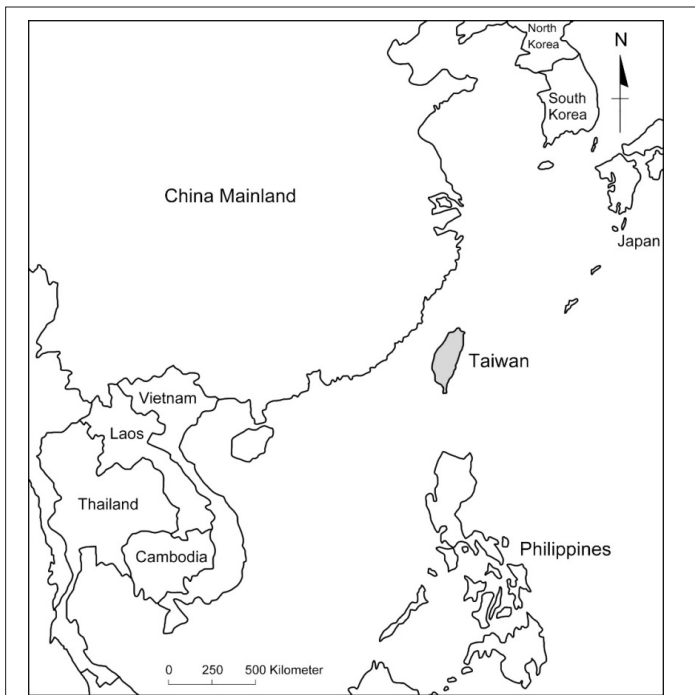 North
Korea
N
South
Korea
China Mainland
Japan
Taiwan
Vietnam
Laos
Thailand
Cambodia
Philippines
0 250 500 Kilometer